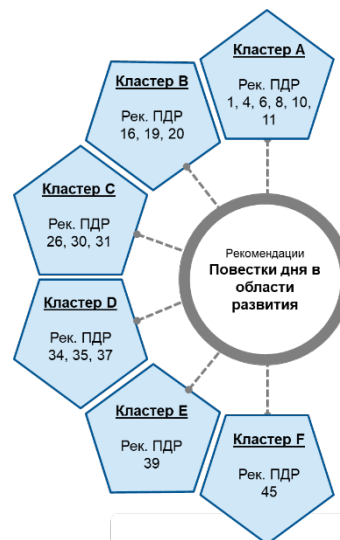 Кластер A
Рек. ПДР
1, 4, 6, 8, 10,
11
Кластер B
Рек. ПДР
16, 19, 20
Кластер C
Рек. ПДР
26, 30, 31
Рекомендации
Повестки дня в
области
развития
Кластер D
Рек. ПДР
34, 35, 37
Кластер E
Рек. ПДР
39
Кластер F
Рек. ПДР
45